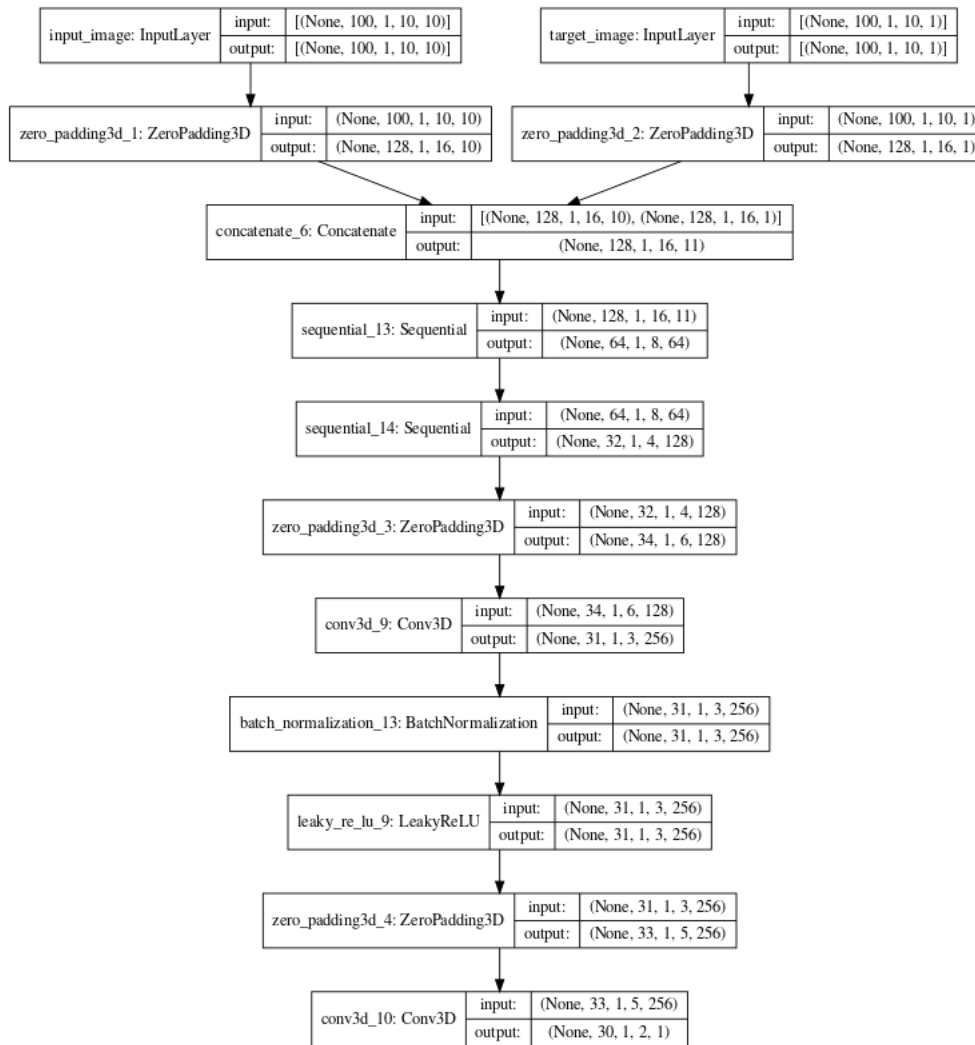 input_image: InputLayer
input: [(None, 100, 1, 10, 10)]
output: [(None, 100, 1, 10, 10)]
target_image: InputLayer
input: [(None, 100, 1, 10, 1)]
output: [(None, 100, 1, 10, 1)]
zero_padding3d_1: ZeroPadding3D
input: (None, 100, 1, 10, 10)
output: (None, 128, 1, 16, 10)
zero_padding3d_2: ZeroPadding3D
input: (None, 100, 1, 10, 1)
output: (None, 128, 1, 16, 1)
concatenate_6: Concatenate
input: [(None, 128, 1, 16, 10), (None, 128, 1, 16, 1)]
output: (None, 128, 1, 16, 11)
sequential_13: Sequential
input: (None, 128, 1, 16, 11)
output: (None, 64, 1, 8, 64)
sequential_14: Sequential
input: (None, 64, 1, 8, 64)
output: (None, 32, 1, 4, 128)
zero_padding3d_3: ZeroPadding3D
input: (None, 32, 1, 4, 128)
output: (None, 34, 1, 6, 128)
conv3d_9: Conv3D
input: (None, 34, 1, 6, 128)
output: (None, 31, 1, 3, 256)
batch_normalization_13: BatchNormalization
input: (None, 31, 1, 3, 256)
output: (None, 31, 1, 3, 256)
leaky_re_lu_9: LeakyReLU
input: (None, 31, 1, 3, 256)
output: (None, 31, 1, 3, 256)
zero_padding3d_4: ZeroPadding3D
input: (None, 31, 1, 3, 256)
output: (None, 33, 1, 5, 256)
conv3d_10: Conv3D
input: (None, 33, 1, 5, 256)
output: (None, 30, 1, 2, 1)